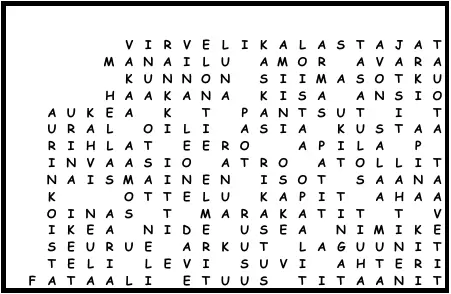 VIRVELIKALASTAJAT
MANAILU AMOR AVARA
KUNNON SIIMASOTKU
HAAKANA KISA ANSIO
AUKEA K T PANTSUT I T
URAL OILI ASIA KUSTAA
RIHLAT EERO APILA P
INVAASIO ATRO ATOLLIT
NAISMAINEN ISOT SAANA
K OTTELU KAPIT AHAA
OINAS T MARAKATIT T V
IKEA NIDE USEA NIMIKE
SEURUE ARKUT LAGUUNIT
TELI LEVI SUVI AHTERI
FATAALI ETUUS TITAANIT